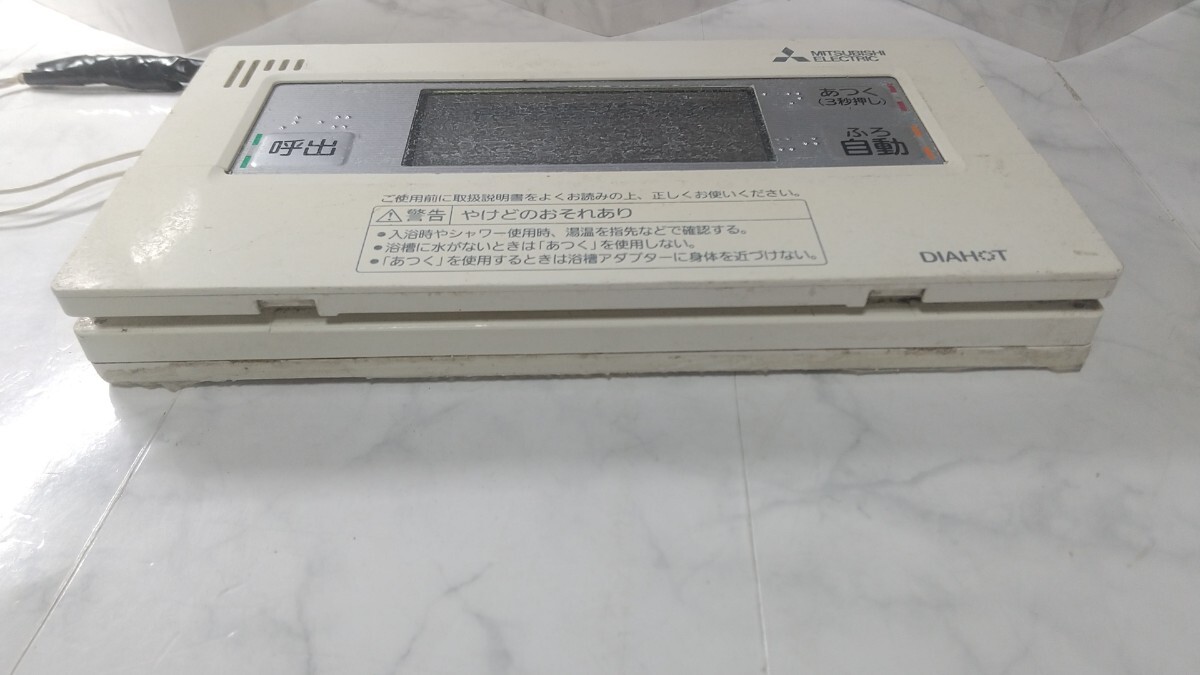 MITSUBISHI
ELECTRIC
あつく
(3秒押し)
呼出
ふろ
自動
ご使用前に取扱説明書をよくお読みの上、正しくお使いください。
警告 やけどのおそれあり
●入浴時やシャワー使用時、湯温を指先などで確認する。
●浴槽に水がないときは「あつく」を使用しない。
●「あつく」を使用するときは浴槽アダプターに身体を近づけない。
DIAHOT